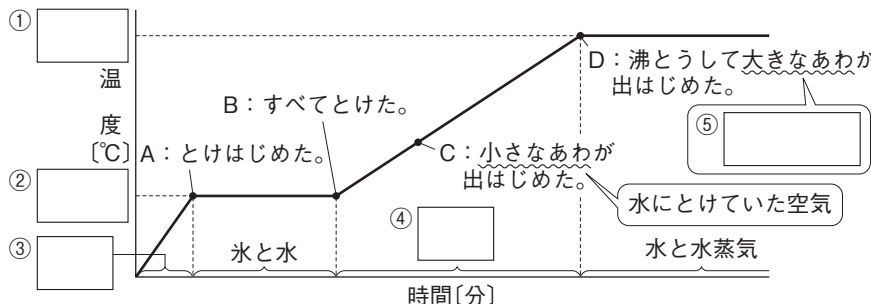 ①
温
度
〔℃〕
②
③
A：とけはじめた。
B：すべてとけた。
C：小さなあわが
出はじめた。
水にとけていた空気
D：沸とうして大きなあわが
出はじめた。
⑤
④
氷と水
水と水蒸気
時間〔分〕